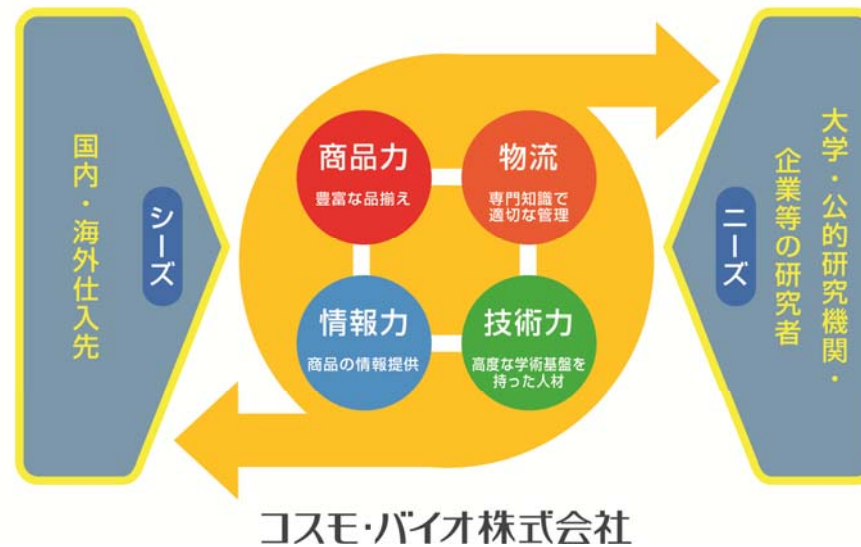 国内・海外仕入先
シーズ
商品力
豊富な品揃え
物流
専門知識で
適切な管理
情報力
商品の情報提供
技術力
高度な学術基盤を
持った人材
ニーズ
大学・公的研究機関・
企業等の研究者
コスモ・バイオ株式会社